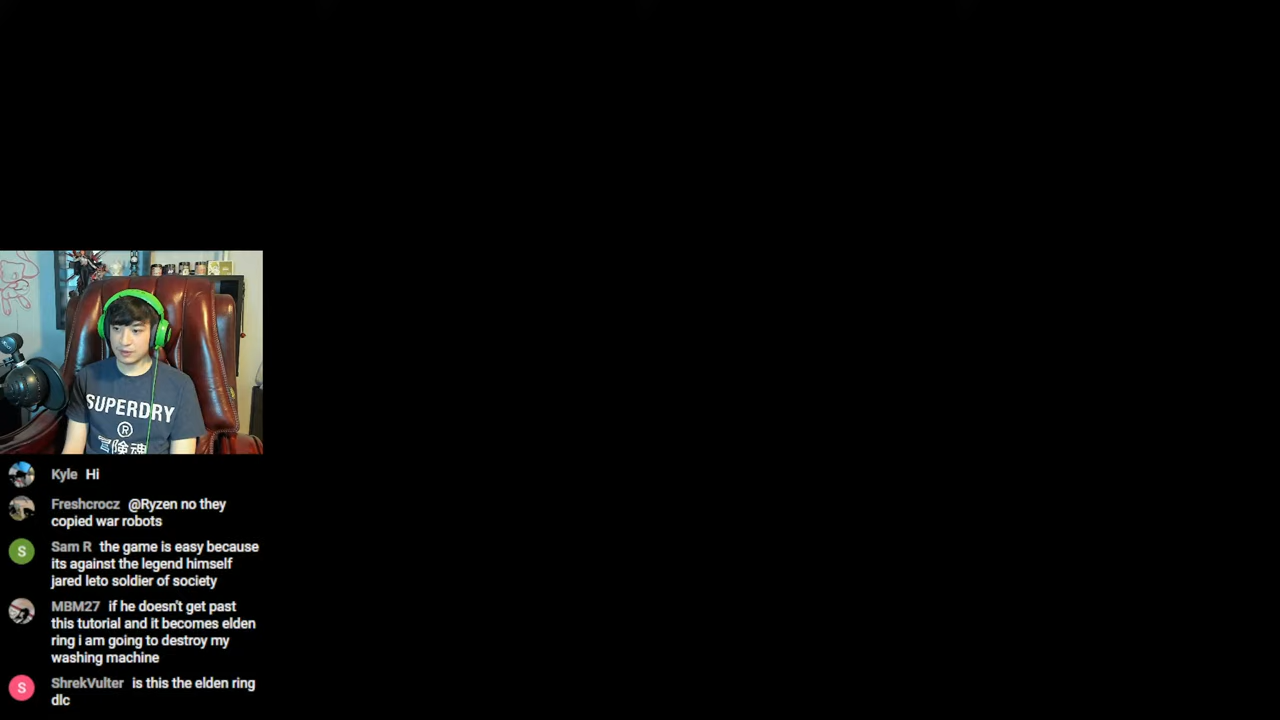 SUPERDRY
®
険魂
Kyle Hi
Freshcrocz @Ryzen no they
copied war robots
S
Sam R the game is easy because
its against the legend himself
jared leto soldier of society
MBM27 if he doesn't get past
this tutorial and it becomes elden
ring i am going to destroy my
washing machine
S
ShrekVulter is this the elden ring
dlc